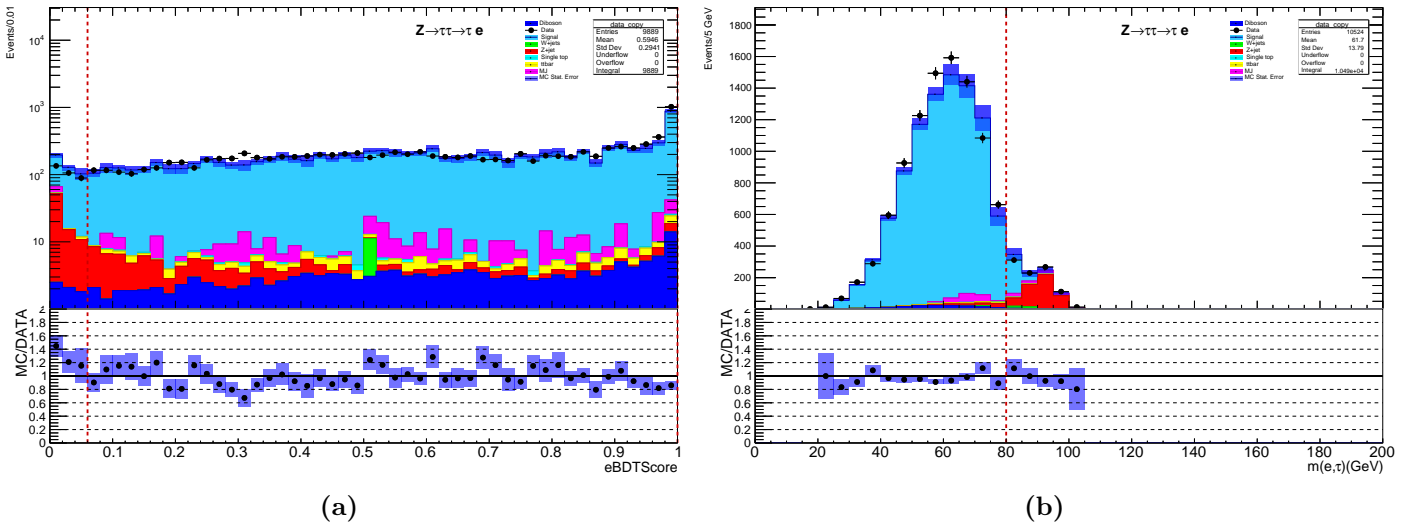 Events/0.01
10⁴
10³
10²
10
1
Z→ττ→τ e
Diboson
Data
Signal
W+jets
Z+jet
Single top
ttbar
MJ
MC Stat. Error
data_copy
Entries 9889
Mean 0.5946
Std Dev 0.2941
Underflow 0
Overflow 0
Integral 9889
MC/DATA
2
1.8
1.6
1.4
1.2
1
0.8
0.6
0.4
0.2
0
0 0.1 0.2 0.3 0.4 0.5 0.6 0.7 0.8 0.9 1
eBDTScore
(a)
Events/5 GeV
1800
1600
1400
1200
1000
800
600
400
200
Z→ττ→τ e
Diboson
Data
Signal
W+jets
Z+jet
Single top
ttbar
MJ
MC Stat. Error
data_copy
Entries 10524
Mean 61.7
Std Dev 13.79
Underflow 0
Overflow 0
Integral 1.049e+04
MC/DATA
2
1.8
1.6
1.4
1.2
1
0.8
0.6
0.4
0.2
0
0 20 40 60 80 100 120 140 160 180 200
m(e,τ)(GeV)
(b)